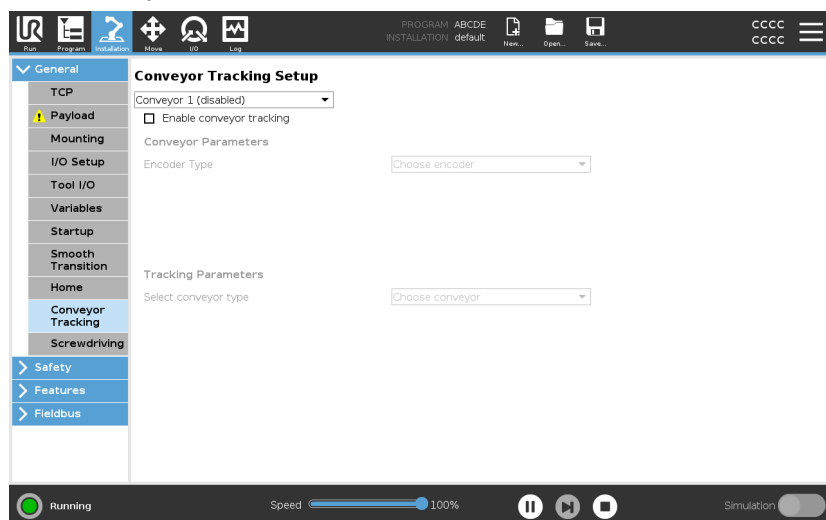 UR
PROGRAM ABCDE
INSTALLATION default
CCCC
CCCC
Run Program Installation Move I/O Log New... Open... Save...
General
TCP
Payload
Mounting
I/O Setup
Tool I/O
Variables
Startup
Smooth
Transition
Home
Conveyor
Tracking
Screwdriving
Safety
Features
Fieldbus
Conveyor Tracking Setup
Conveyor 1 (disabled)
Enable conveyor tracking
Conveyor Parameters
Encoder Type Choose encoder
Tracking Parameters
Select conveyor type Choose conveyor
Running Speed 100% Simulation